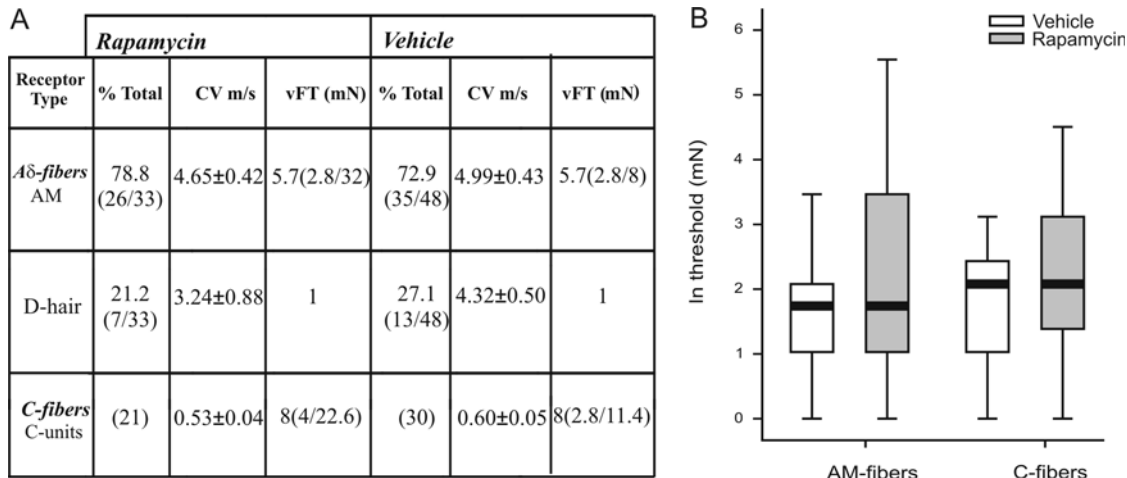 A
Rapamycin Vehicle
Receptor Type % Total CV m/s vFT (mN) % Total CV m/s vFT (mN)
Aδ-fibers AM 78.8 (26/33) 4.65±0.42 5.7(2.8/32) 72.9 (35/48) 4.99±0.43 5.7(2.8/8)
D-hair 21.2 (7/33) 3.24±0.88 1 27.1 (13/48) 4.32±0.50 1
C-fibers C-units (21) 0.53±0.04 8(4/22.6) (30) 0.60±0.05 8(2.8/11.4)
B
Vehicle
Rapamycin
ln threshold (mN)
6
5
4
3
2
1
0
AM-fibers C-fibers